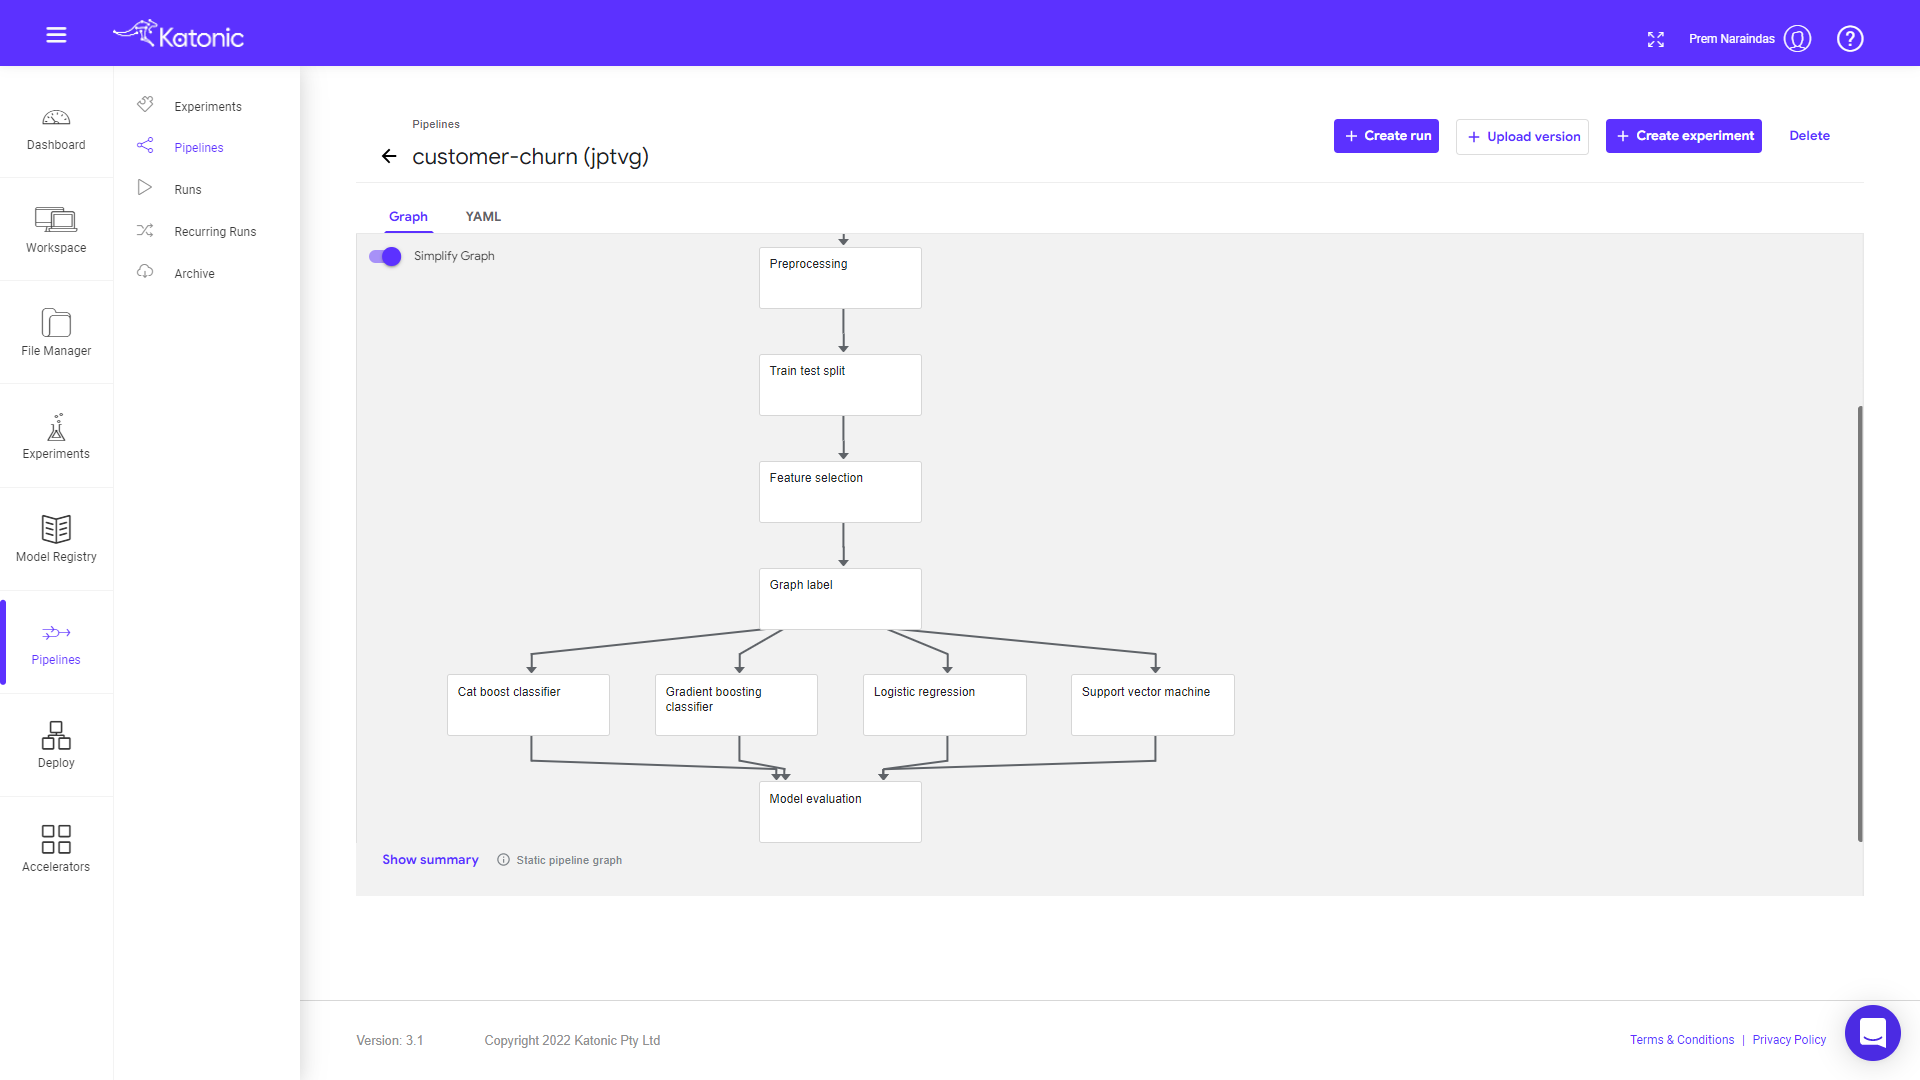 Katonic
Prem Naraindas
?
Dashboard
Workspace
File Manager
Experiments
Model Registry
Pipelines
Deploy
Accelerators
Experiments
Pipelines
Runs
Recurring Runs
Archive
Pipelines
customer-churn (jptvg)
+ Create run
+ Upload version
+ Create experiment
Delete
Graph
YAML
Simplify Graph
Preprocessing
Train test split
Feature selection
Graph label
Cat boost classifier
Gradient boosting
classifier
Logistic regression
Support vector machine
Model evaluation
Show summary
Static pipeline graph
Version: 3.1
Copyright 2022 Katonic Pty Ltd
Terms & Conditions | Privacy Policy